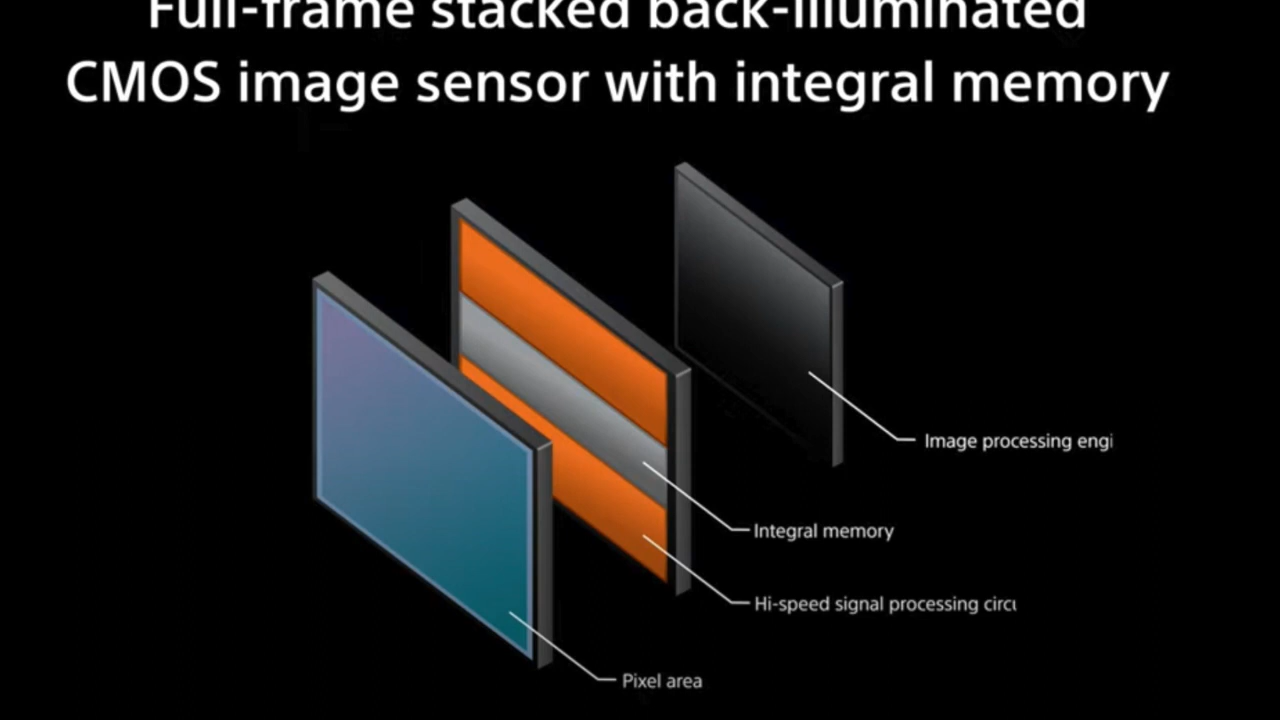 Full-frame stacked back-illuminated
CMOS image sensor with integral memory
Image processing engi
Integral memory
Hi-speed signal processing circu
Pixel area